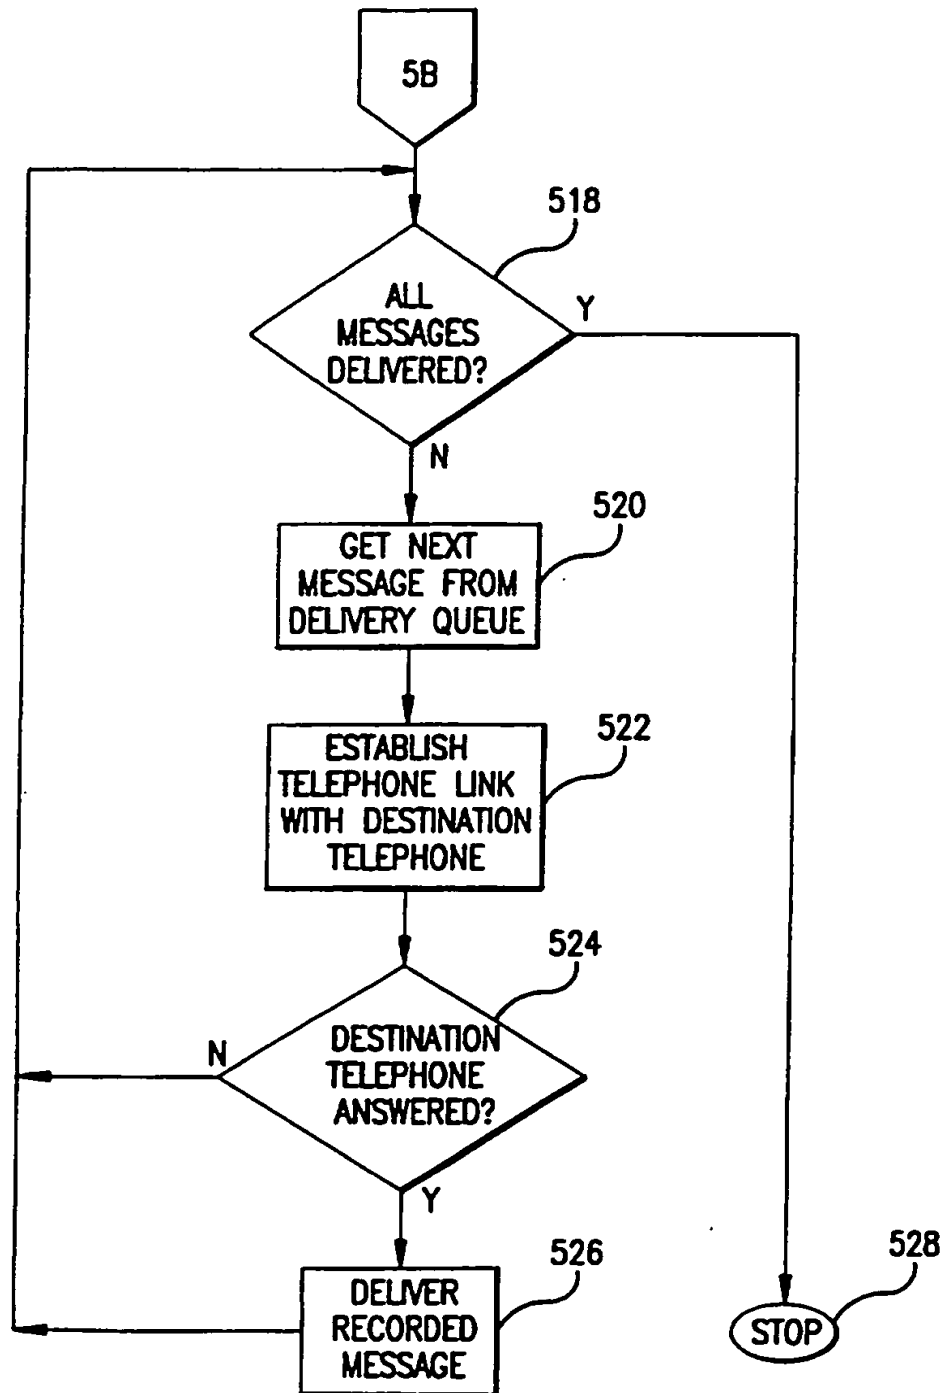 5B
518
ALL
MESSAGES
DELIVERED?
Y
N
520
GET NEXT
MESSAGE FROM
DELIVERY QUEUE
522
ESTABLISH
TELEPHONE LINK
WITH DESTINATION
TELEPHONE
524
N
DESTINATION
TELEPHONE
ANSWERED?
Y
526
DELIVER
RECORDED
MESSAGE
528
STOP